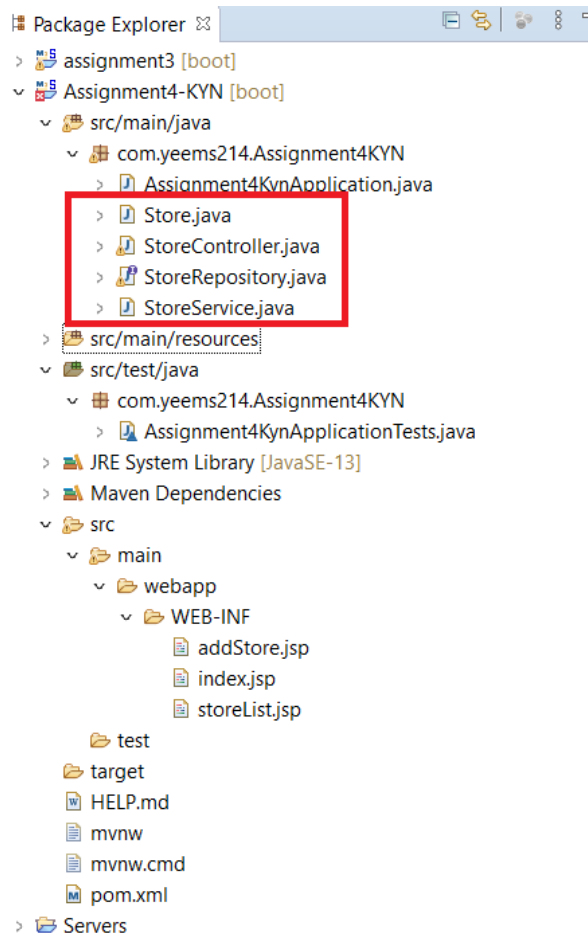 Package Explorer
assignment3 [boot]
Assignment4-KYN [boot]
src/main/java
com.yeems214.Assignment4KYN
Assignment4KynApplication.java
Store.java
StoreController.java
StoreRepository.java
StoreService.java
src/main/resources
src/test/java
com.yeems214.Assignment4KYN
Assignment4KynApplicationTests.java
JRE System Library [JavaSE-13]
Maven Dependencies
src
main
webapp
WEB-INF
addStore.jsp
index.jsp
storeList.jsp
test
target
HELP.md
mvnw
mvnw.cmd
pom.xml
Servers